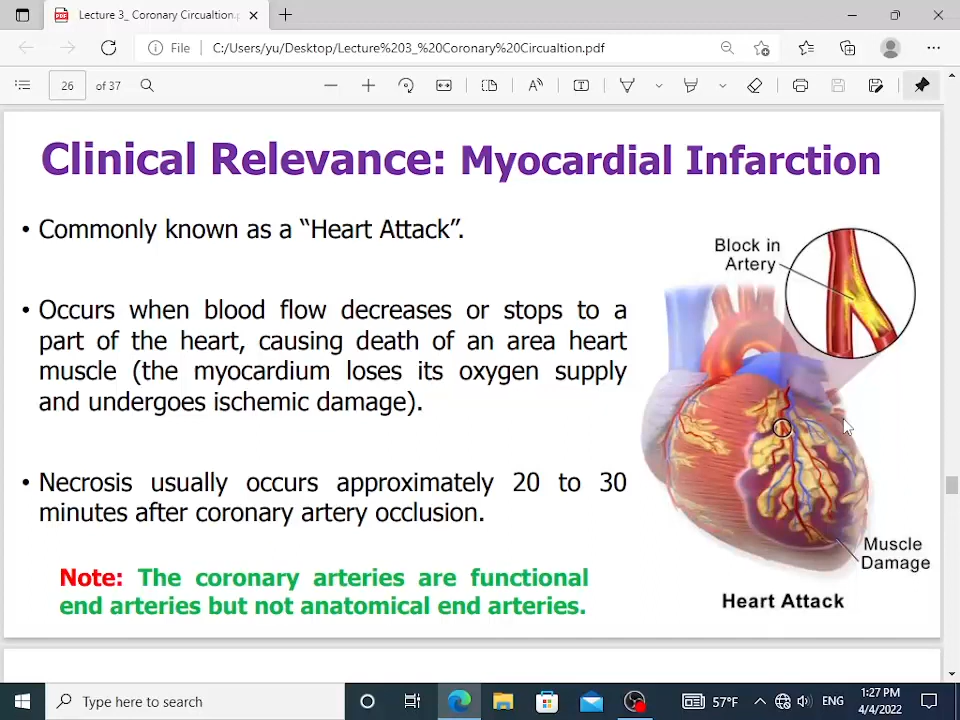 Lecture 3_ Coronary Circualtion.p
File
C:/Users/yu/Desktop/Lecture%203_%20Coronary%20Circualtion.pdf
26 of 37
Clinical Relevance: Myocardial Infarction
• Commonly known as a “Heart Attack”.
• Occurs when blood flow decreases or stops to a
part of the heart, causing death of an area heart
muscle (the myocardium loses its oxygen supply
and undergoes ischemic damage).
• Necrosis usually occurs approximately 20 to 30
minutes after coronary artery occlusion.
Note: The coronary arteries are functional
end arteries but not anatomical end arteries.
Block in
Artery
Muscle
Damage
Heart Attack
Type here to search
57°F
ENG
1:27 PM
4/4/2022